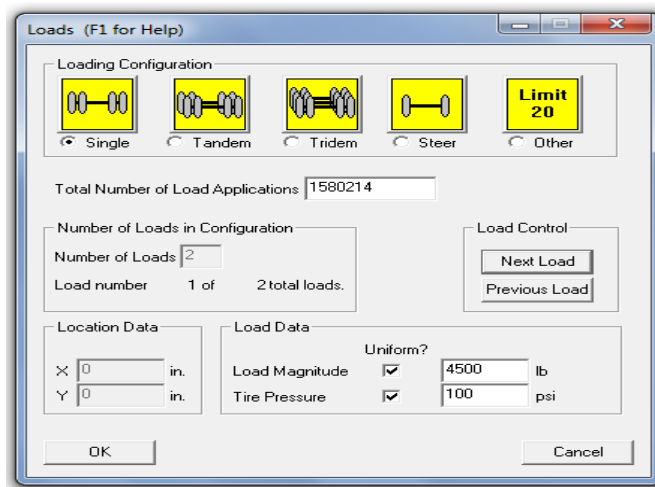 Loads (F1 for Help)
Loading Configuration
Limit
20
Single Tandem Tridem Steer Other
Total Number of Load Applications 1580214
Number of Loads in Configuration
Load Control
Number of Loads 2
Next Load
Load number 1 of 2 total loads.
Previous Load
Location Data
Load Data
Uniform?
X 0 in.
Load Magnitude 4500 lb
Y 0 in.
Tire Pressure 100 psi
OK
Cancel